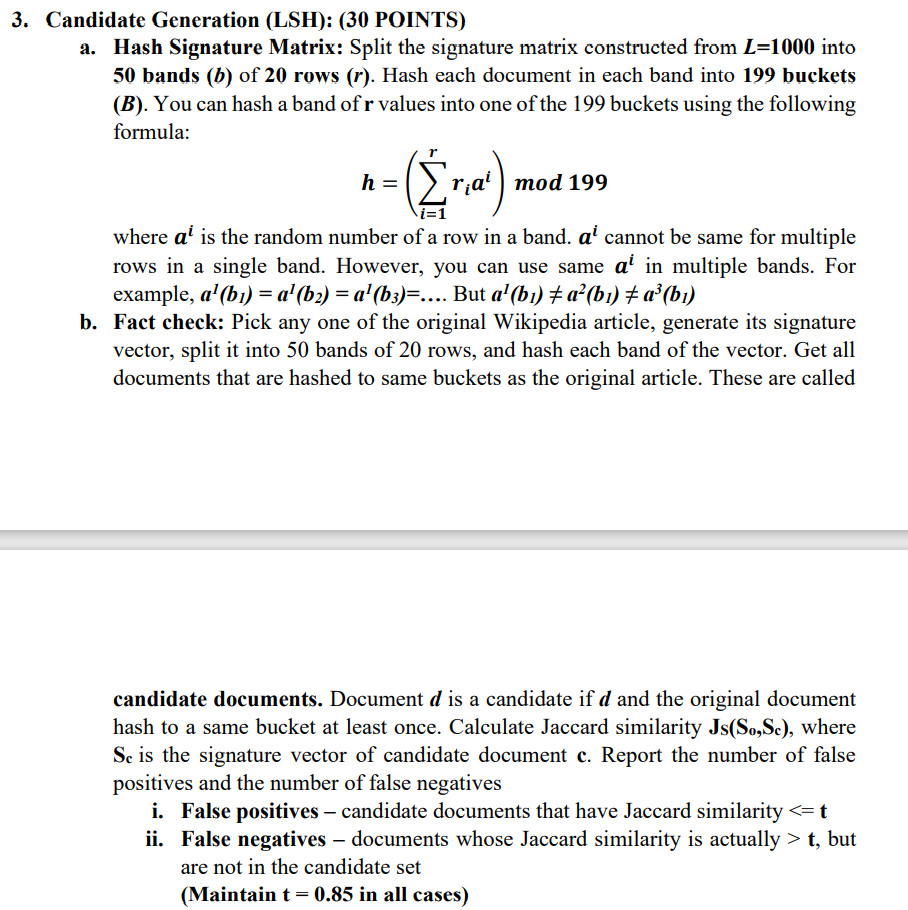 3. Candidate Generation (LSH): (30 POINTS)
a. Hash Signature Matrix: Split the signature matrix constructed from L=1000 into
50 bands (b) of 20 rows (r). Hash each document in each band into 199 buckets
(B). You can hash a band of r values into one of the 199 buckets using the following
formula:
h = (∑_{i=1}^{r} r_i a^i) mod 199
where a^i is the random number of a row in a band. a^i cannot be same for multiple
rows in a single band. However, you can use same a^i in multiple bands. For
example, a¹(b₁) = a¹(b₂) = a¹(b₃)=.... But a¹(b₁) ≠ a²(b₁) ≠ a³(b₁)
b. Fact check: Pick any one of the original Wikipedia article, generate its signature
vector, split it into 50 bands of 20 rows, and hash each band of the vector. Get all
documents that are hashed to same buckets as the original article. These are called
candidate documents. Document d is a candidate if d and the original document
hash to a same bucket at least once. Calculate Jaccard similarity Js(Sₒ,S_c), where
S_c is the signature vector of candidate document c. Report the number of false
positives and the number of false negatives
i. False positives – candidate documents that have Jaccard similarity <= t
ii. False negatives – documents whose Jaccard similarity is actually > t, but
are not in the candidate set
(Maintain t = 0.85 in all cases)